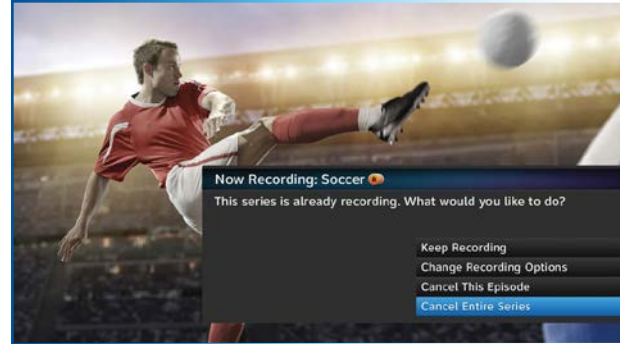 Now Recording: Soccer
This series is already recording. What would you like to do?
Keep Recording
Change Recording Options
Cancel This Episode
Cancel Entire Series